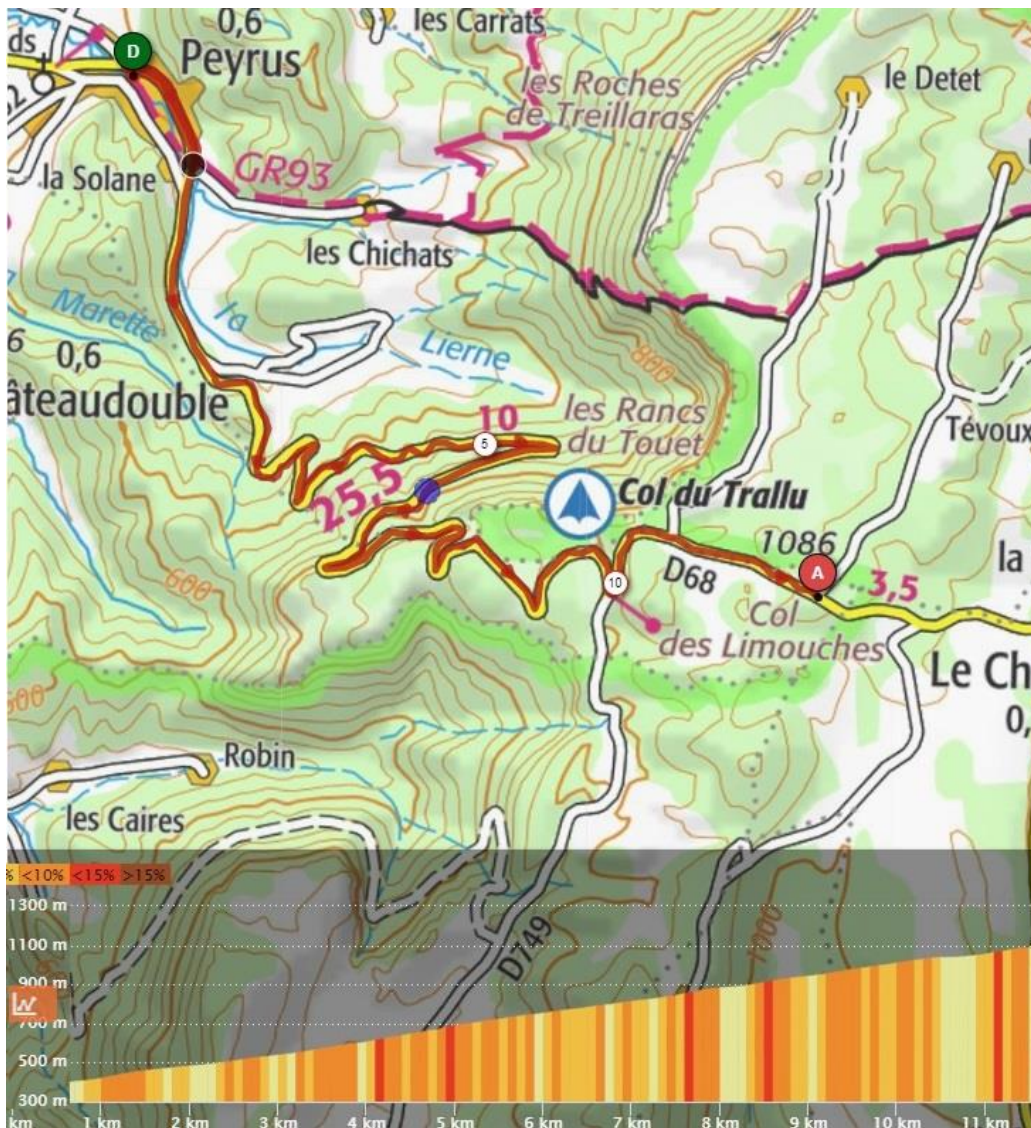 0,6
les Carrats
ds
D
Peyrus
les Roches
de Treillaras
le Detet
GR93
la Solane
les Chichats
Marette
la
Lierne
0,6
800
âteaudouble
10
5
les Rancs
du Touet
Tévoux
25,5
Col du Trallu
1086
A
600
10
D68
3,5
la
Col
des Limouches
Le Ch
0,
Robin
les Caires
% <10% <15% >15%
1300 m
1100 m
D749
1000
900 m
700 m
500 m
300 m
km 1 km 2 km 3 km 4 km 5 km 6 km 7 km 8 km 9 km 10 km 11 km